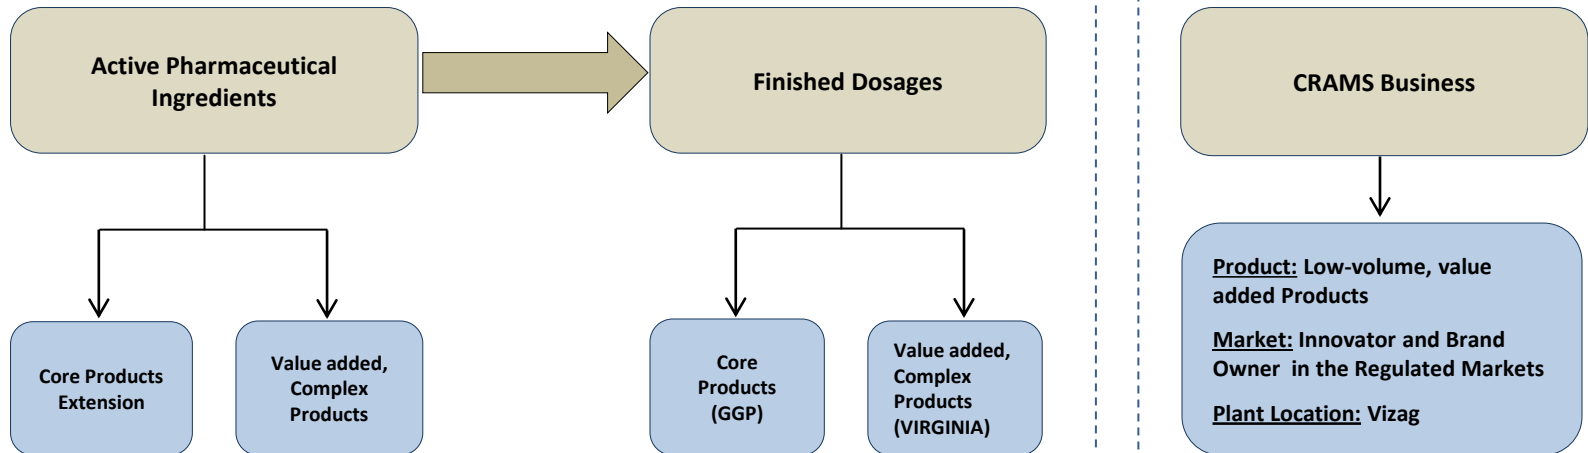 Active Pharmaceutical
Ingredients
Finished Dosages
CRAMS Business
Core Products
Extension
Value added,
Complex
Products
Core
Products
(GGP)
Value added,
Complex
Products
(VIRGINIA)
Product: Low-volume, value
added Products
Market: Innovator and Brand
Owner in the Regulated Markets
Plant Location: Vizag